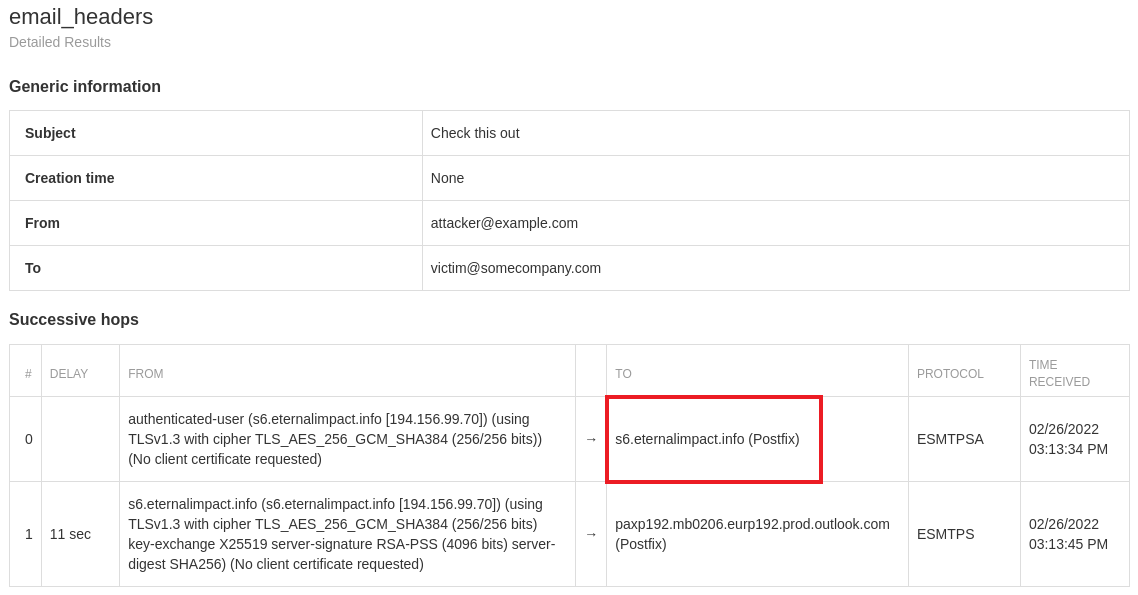 email_headers
Detailed Results
Generic information
Subject Check this out
Creation time None
From attacker@example.com
To victim@somecompany.com
Successive hops
# DELAY FROM TO PROTOCOL TIME
RECEIVED
0
authenticated-user (s6.eternalimpact.info [194.156.99.70]) (using
TLSv1.3 with cipher TLS_AES_256_GCM_SHA384 (256/256 bits))
(No client certificate requested)
→
s6.eternalimpact.info (Postfix)
ESMTPSA
02/26/2022
03:13:34 PM
1
11 sec
s6.eternalimpact.info (s6.eternalimpact.info [194.156.99.70]) (using
TLSv1.3 with cipher TLS_AES_256_GCM_SHA384 (256/256 bits)
key-exchange X25519 server-signature RSA-PSS (4096 bits) server-
digest SHA256) (No client certificate requested)
→
paxp192.mb0206.eurp192.prod.outlook.com
(Postfix)
ESMTPS
02/26/2022
03:13:45 PM